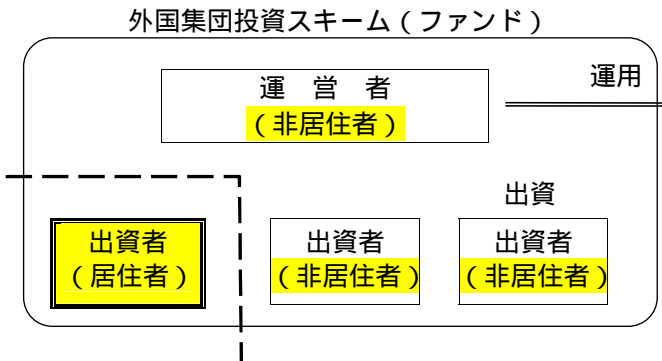 外国集団投資スキーム（ファンド）
運　営　者
（非居住者）
運用
出資
出資者
（居住者）
出資者
（非居住者）
出資者
（非居住者）